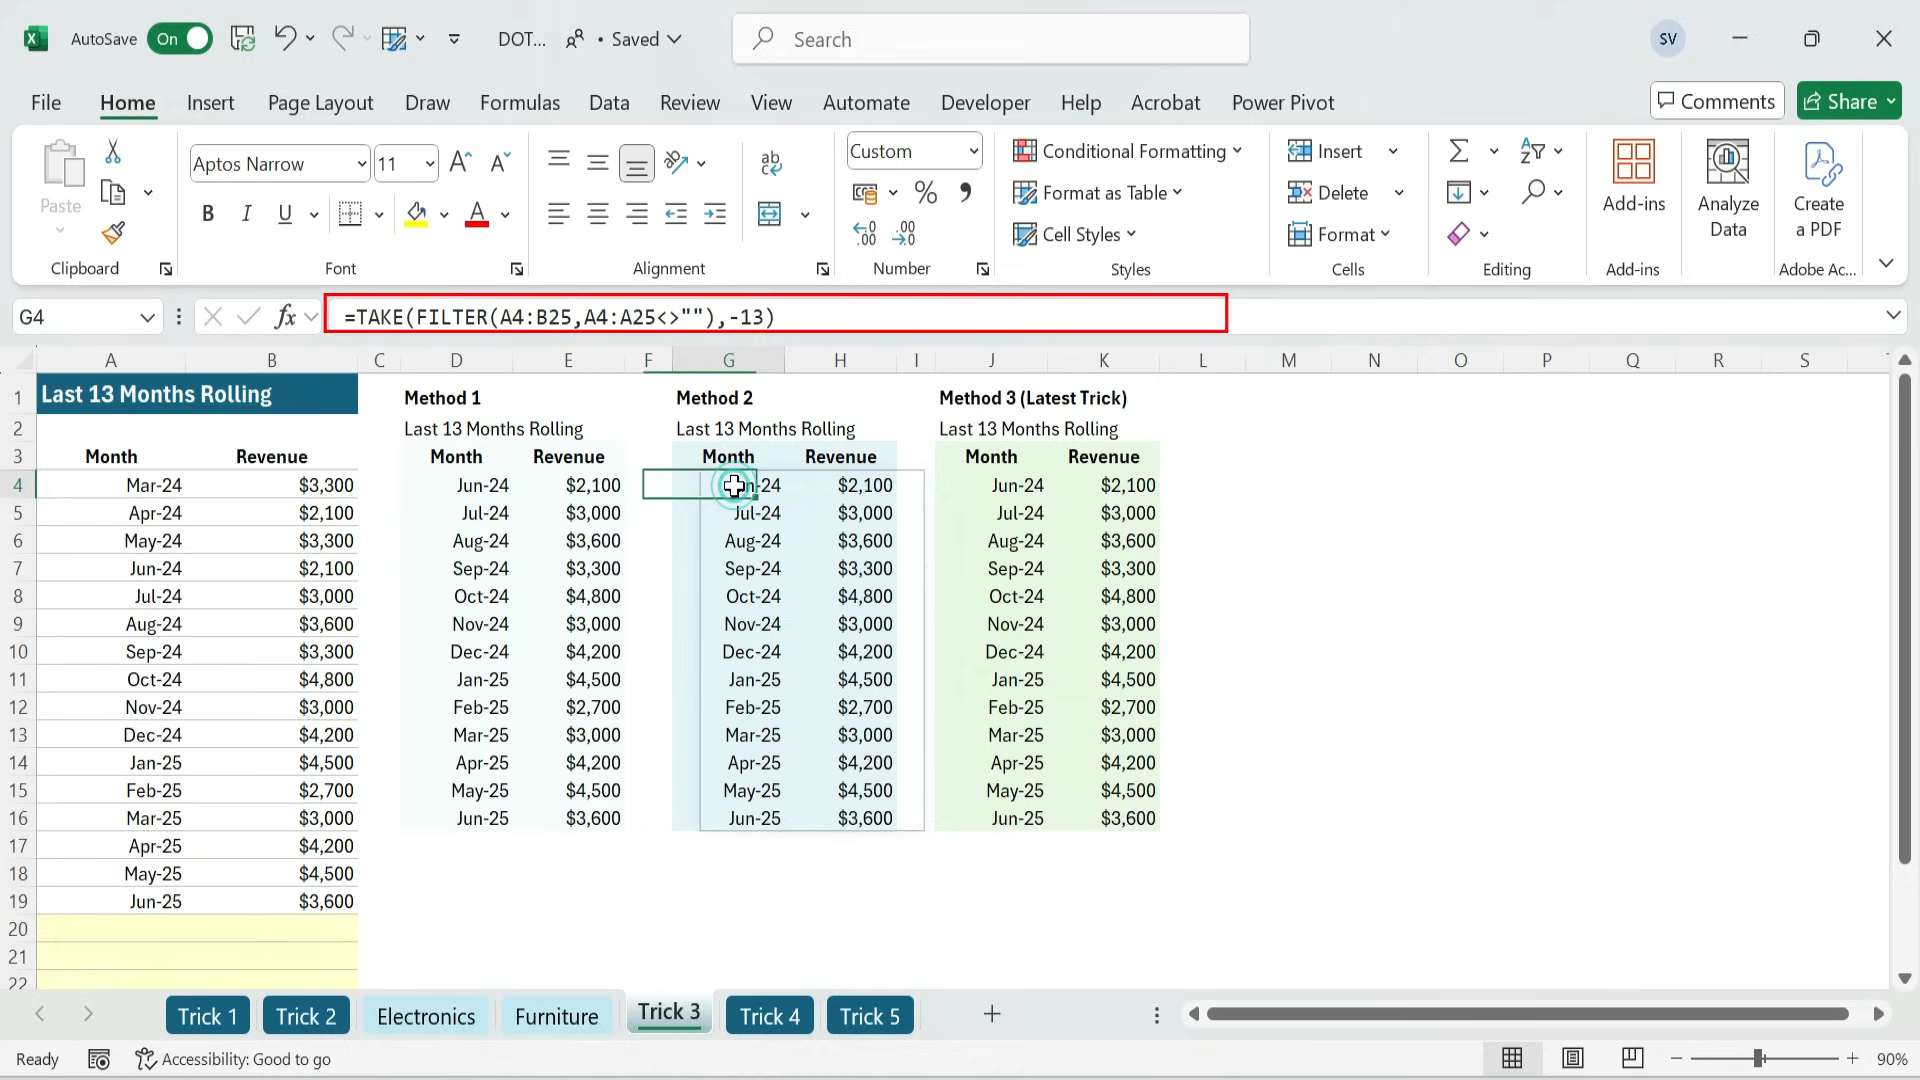 AutoSave On DOT... • Saved Search SV
File Home Insert Page Layout Draw Formulas Data Review View Automate Developer Help Acrobat Power Pivot Comments Share
Paste Aptos Narrow 11 Custom Conditional Formatting Insert
Format as Table Delete Add-ins Analyze Data Create a PDF
Cell Styles Format
Clipboard Font Alignment Number Styles Cells Editing Add-ins Adobe Ac...
G4 fx =TAKE(FILTER(A4:B25,A4:A25<>""),-13)
A B C D E F G H I J K L M N O P Q R S
1 Last 13 Months Rolling Method 1 Method 2 Method 3 (Latest Trick)
2 Last 13 Months Rolling Last 13 Months Rolling Last 13 Months Rolling
3 Month Revenue Month Revenue Month Revenue Month Revenue
4 Mar-24 $3,300 Jun-24 $2,100 -24 $2,100 Jun-24 $2,100
5 Apr-24 $2,100 Jul-24 $3,000 Jul-24 $3,000 Jul-24 $3,000
6 May-24 $3,300 Aug-24 $3,600 Aug-24 $3,600 Aug-24 $3,600
7 Jun-24 $2,100 Sep-24 $3,300 Sep-24 $3,300 Sep-24 $3,300
8 Jul-24 $3,000 Oct-24 $4,800 Oct-24 $4,800 Oct-24 $4,800
9 Aug-24 $3,600 Nov-24 $3,000 Nov-24 $3,000 Nov-24 $3,000
10 Sep-24 $3,300 Dec-24 $4,200 Dec-24 $4,200 Dec-24 $4,200
11 Oct-24 $4,800 Jan-25 $4,500 Jan-25 $4,500 Jan-25 $4,500
12 Nov-24 $3,000 Feb-25 $2,700 Feb-25 $2,700 Feb-25 $2,700
13 Dec-24 $4,200 Mar-25 $3,000 Mar-25 $3,000 Mar-25 $3,000
14 Jan-25 $4,500 Apr-25 $4,200 Apr-25 $4,200 Apr-25 $4,200
15 Feb-25 $2,700 May-25 $4,500 May-25 $4,500 May-25 $4,500
16 Mar-25 $3,000 Jun-25 $3,600 Jun-25 $3,600 Jun-25 $3,600
17 Apr-25 $4,200
18 May-25 $4,500
19 Jun-25 $3,600
20
21
22
Trick 1 Trick 2 Electronics Furniture Trick 3 Trick 4 Trick 5
Ready Accessibility: Good to go 90%